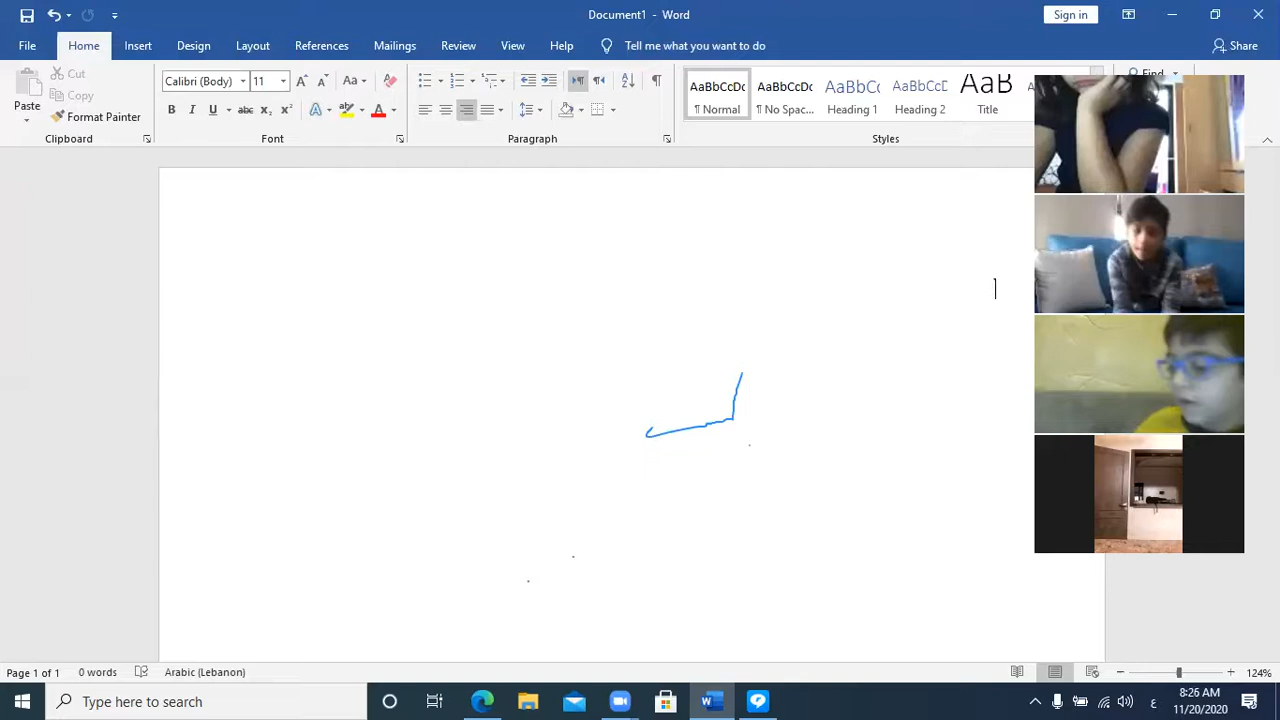 Document1 - Word
Sign in
File Home Insert Design Layout References Mailings Review View Help Tell me what you want to do Share
Cut
Copy
Paste
Format Painter
Clipboard
Calibri (Body) 11
Font
Paragraph
AaBbCcDc AaBbCcDc AaBbCc AaBbCcD AaB
¶ Normal ¶ No Spac... Heading 1 Heading 2 Title
Styles
Find
Page 1 of 1 0 words Arabic (Lebanon) 124%
Type here to search
ع
8:26 AM
11/20/2020